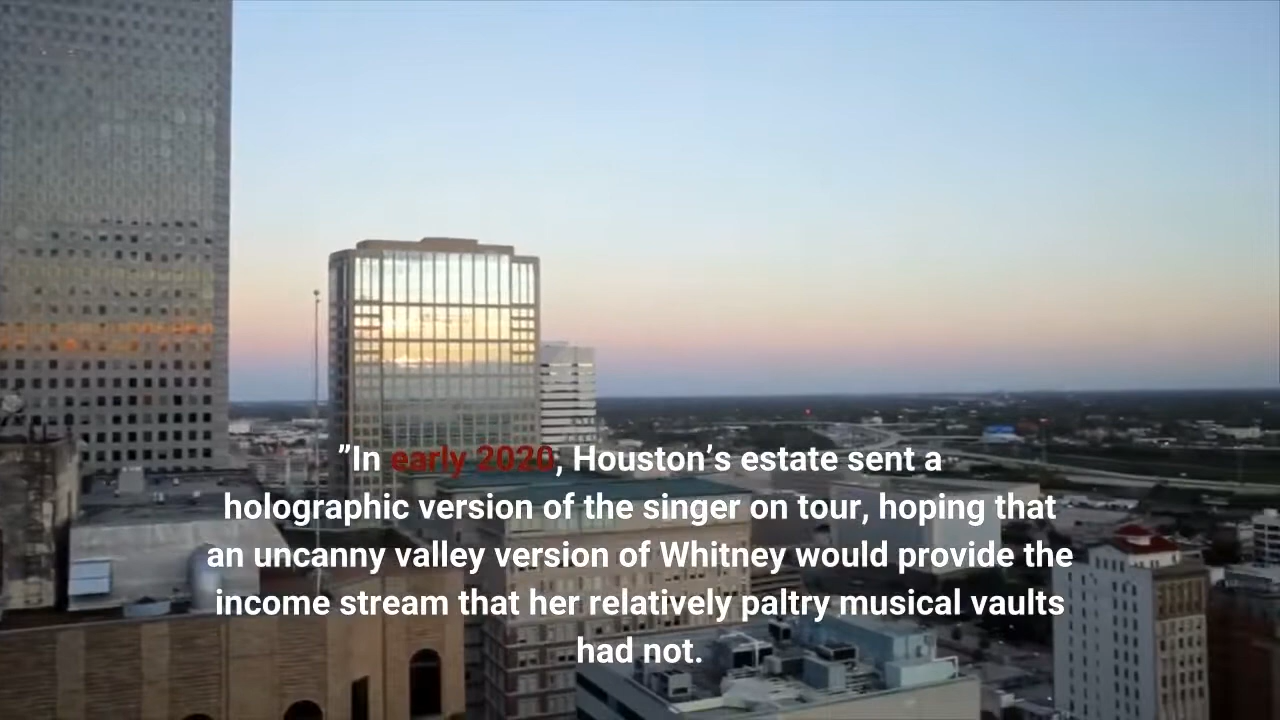 ”In early 2020, Houston’s estate sent a
holographic version of the singer on tour, hoping that
an uncanny valley version of Whitney would provide the
income stream that her relatively paltry musical vaults
had not.